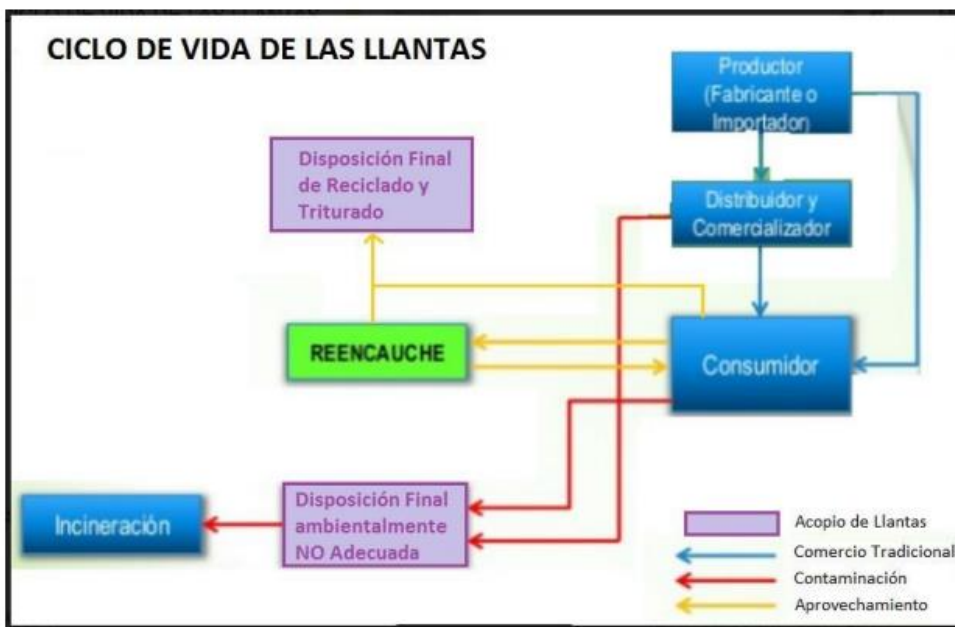 CICLO DE VIDA DE LAS LLANTAS
Productor
(Fabricante o
Importador)
Disposición Final
de Reciclado y
Triturado
Distribuidor y
Comercializador
REENCAUCHE
Consumidor
Disposición Final
ambientalmente
NO Adecuada
Incineración
Acopio de Llantas
Comercio Tradicional
Contaminación
Aprovechamiento